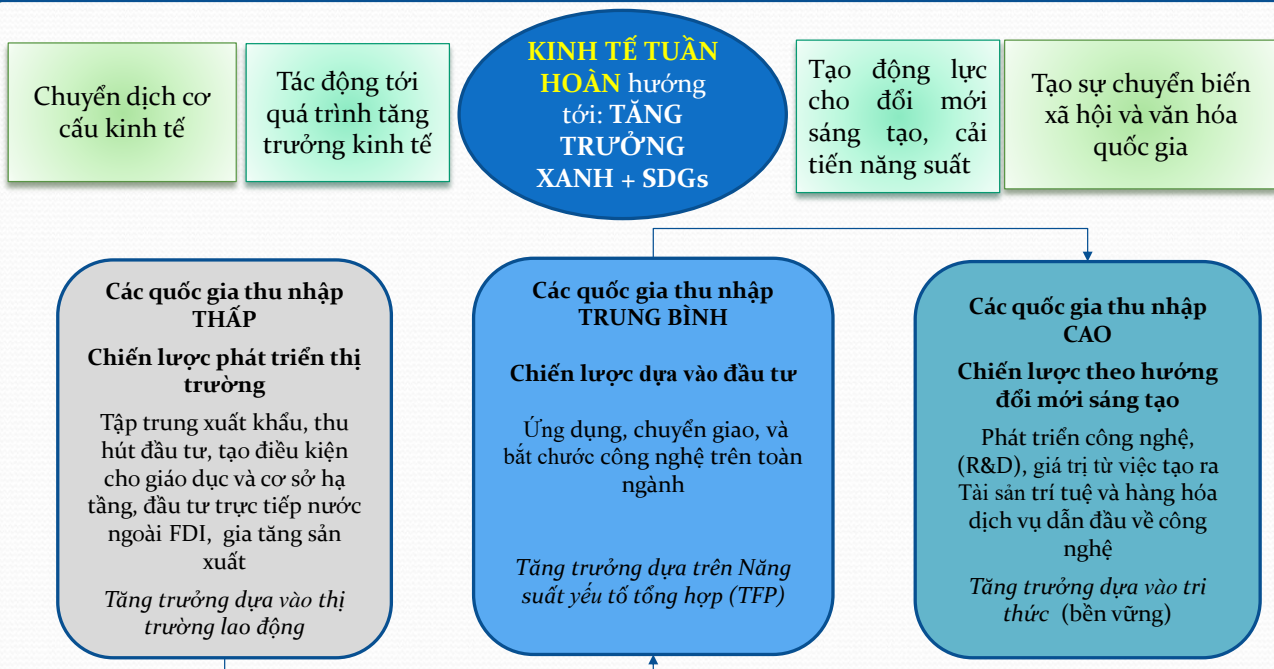 Chuyển dịch cơ
cấu kinh tế
Tác động tới
quá trình tăng
trưởng kinh tế
KINH TẾ TUẦN
HOÀN hướng
tới: TĂNG
TRƯỞNG
XANH + SDGs
Tạo động lực
cho đổi mới
sáng tạo, cải
tiến năng suất
Tạo sự chuyển biến
xã hội và văn hóa
quốc gia
Các quốc gia thu nhập
THẤP
Chiến lược phát triển thị
trường
Tập trung xuất khẩu, thu
hút đầu tư, tạo điều kiện
cho giáo dục và cơ sở hạ
tầng, đầu tư trực tiếp nước
ngoài FDI, gia tăng sản
xuất
Tăng trưởng dựa vào thị
trường lao động
Các quốc gia thu nhập
TRUNG BÌNH
Chiến lược dựa vào đầu tư
Ứng dụng, chuyển giao, và
bắt chước công nghệ trên toàn
ngành
Tăng trưởng dựa trên Năng
suất yếu tố tổng hợp (TFP)
Các quốc gia thu nhập
CAO
Chiến lược theo hướng
đổi mới sáng tạo
Phát triển công nghệ,
(R&D), giá trị từ việc tạo ra
Tài sản trí tuệ và hàng hóa
dịch vụ dẫn đầu về công
nghệ
Tăng trưởng dựa vào tri
thức (bền vững)